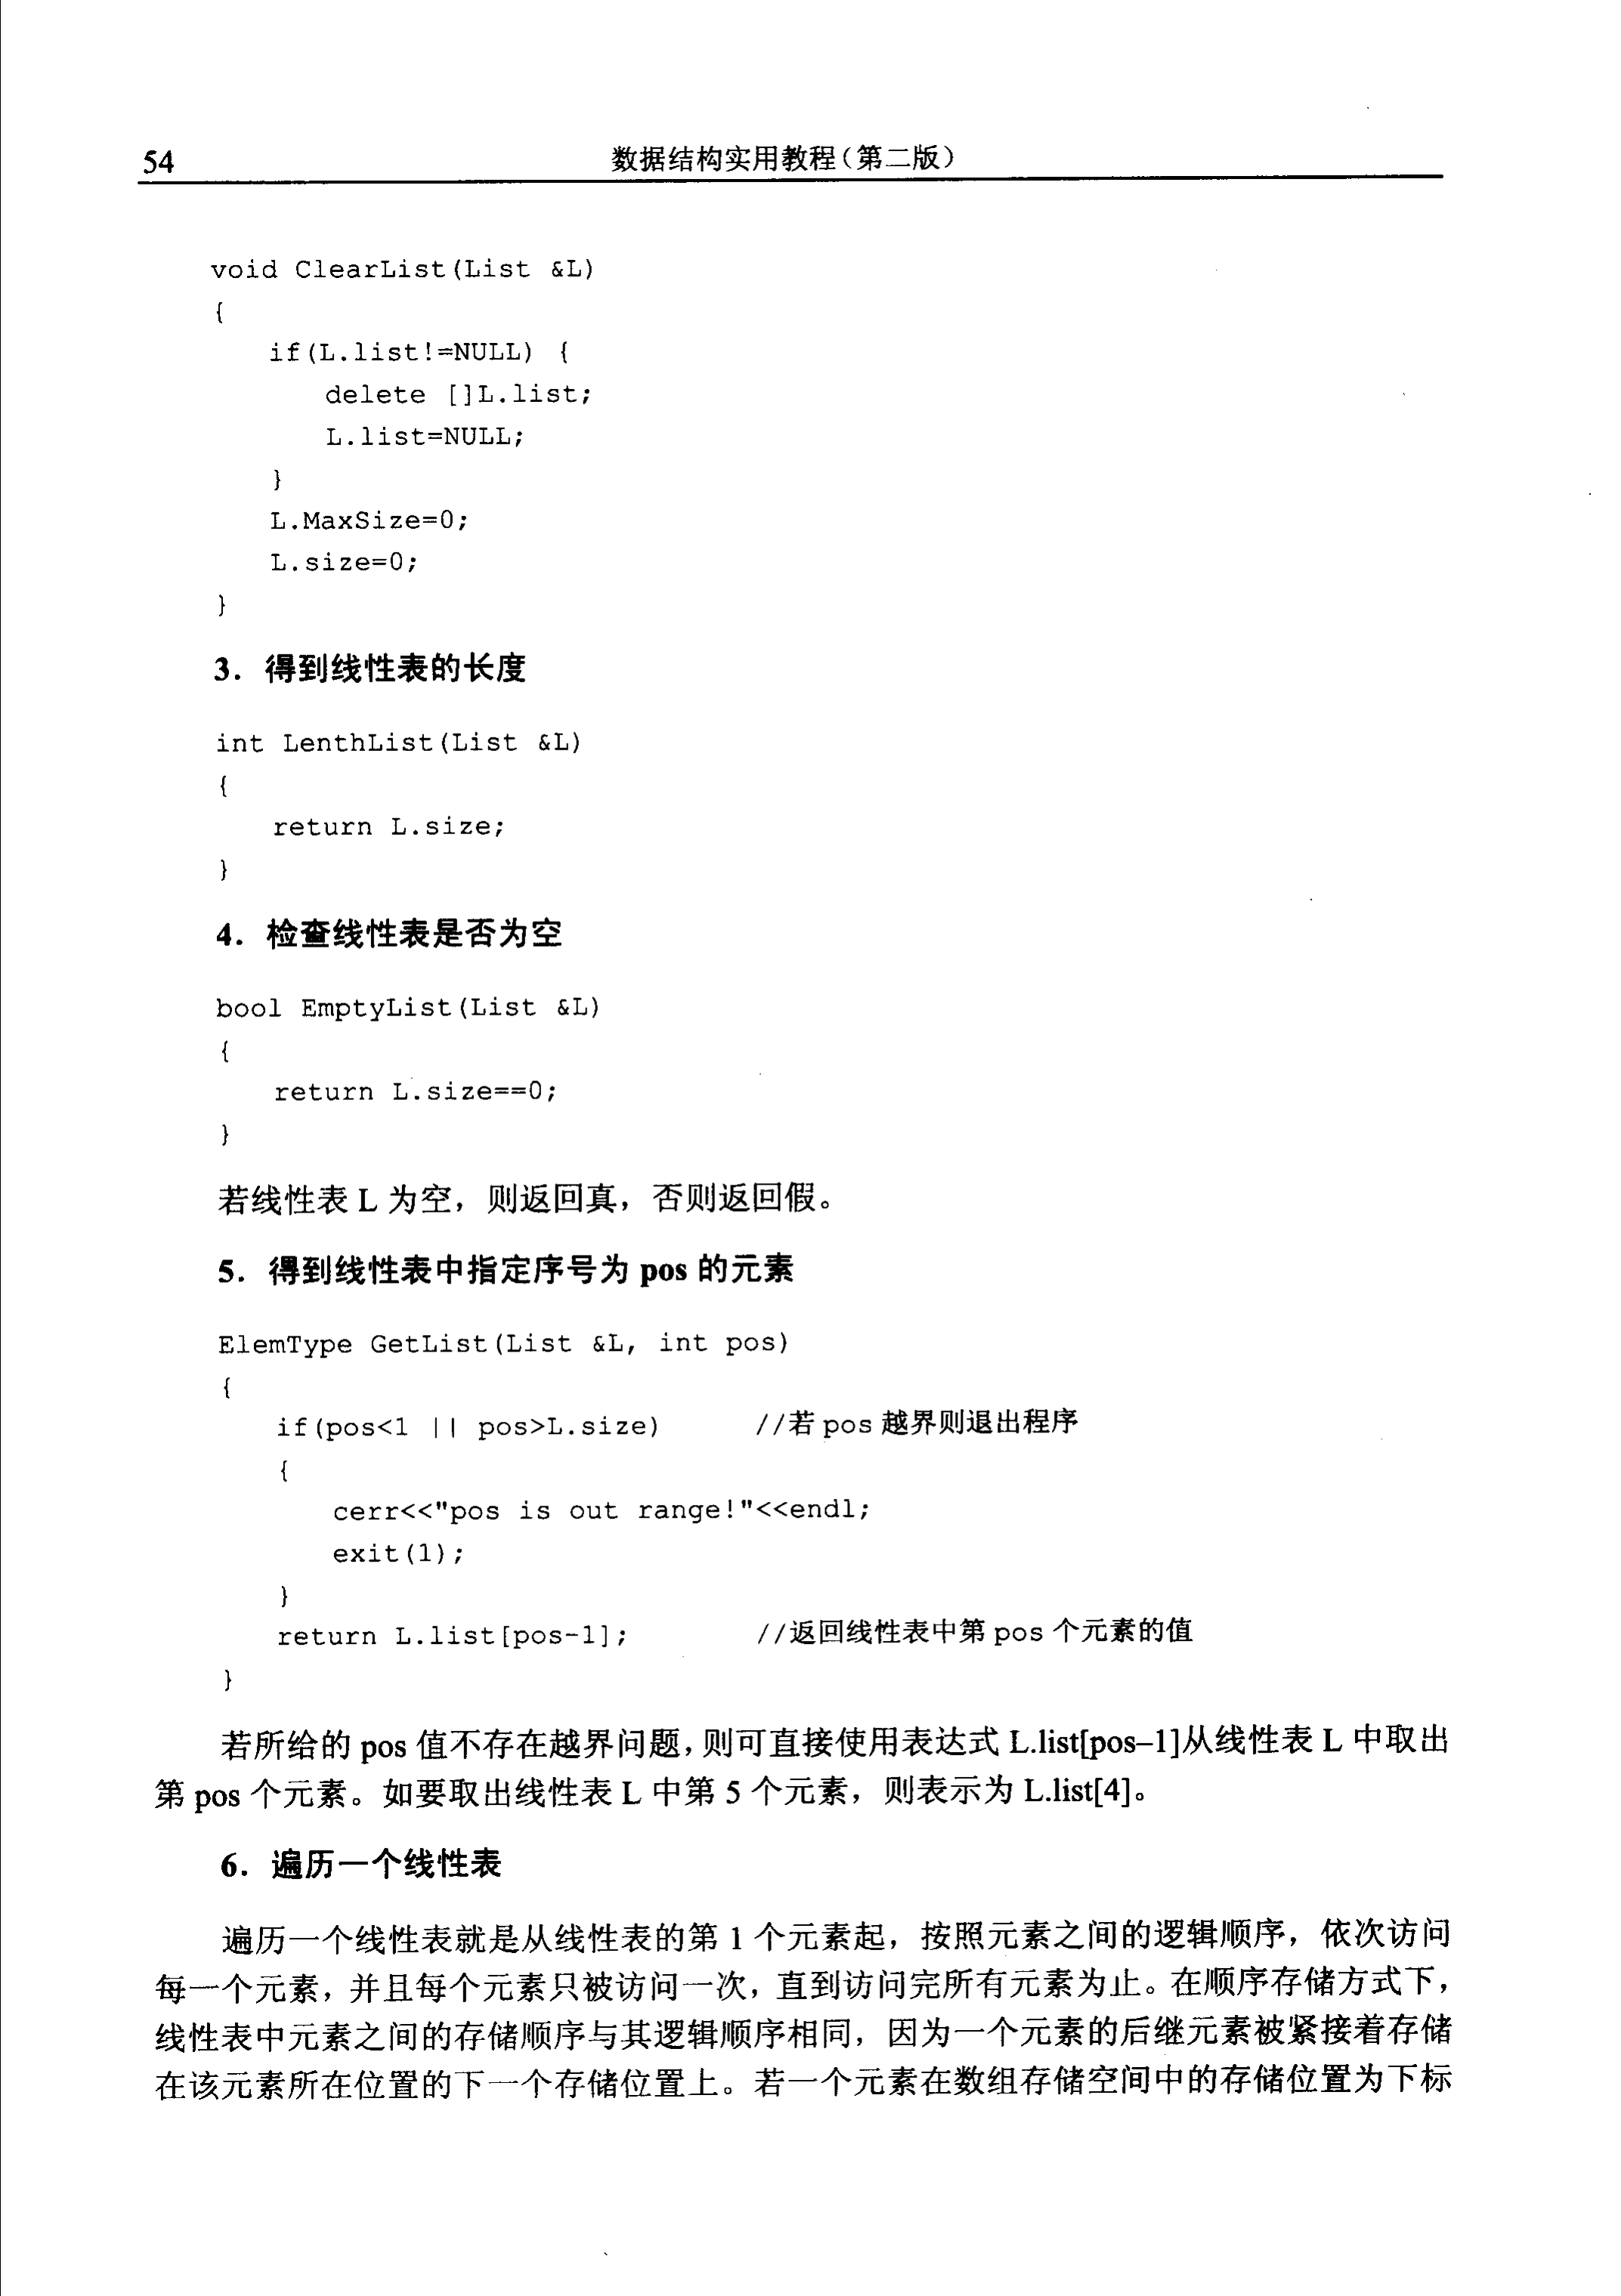 54
数据结构实用教程(第二版)
void ClearList(List &L)
{
if(L.list!=NULL) {
delete []L.list;
L.list=NULL;
}
L.MaxSize=0;
L.size=0;
}
3. 得到线性表的长度
int LenthList(List &L)
{
return L.size;
}
4. 检查线性表是否为空
bool EmptyList(List &L)
{
return L.size==0;
}
若线性表 L 为空，则返回真，否则返回假。
5. 得到线性表中指定序号为 pos 的元素
ElemType GetList(List &L, int pos)
{
if(pos<1 || pos>L.size) //若 pos 越界则退出程序
{
cerr<<"pos is out range!"<<endl;
exit(1);
}
return L.list[pos-1]; //返回线性表中第 pos 个元素的值
}
若所给的 pos 值不存在越界问题，则可直接使用表达式 L.list[pos–1]从线性表 L 中取出
第 pos 个元素。如要取出线性表 L 中第 5 个元素，则表示为 L.list[4]。
6. 遍历一个线性表
遍历一个线性表就是从线性表的第 1 个元素起，按照元素之间的逻辑顺序，依次访问
每一个元素，并且每个元素只被访问一次，直到访问完所有元素为止。在顺序存储方式下，
线性表中元素之间的存储顺序与其逻辑顺序相同，因为一个元素的后继元素被紧接着存储
在该元素所在位置的下一个存储位置上。若一个元素在数组存储空间中的存储位置为下标